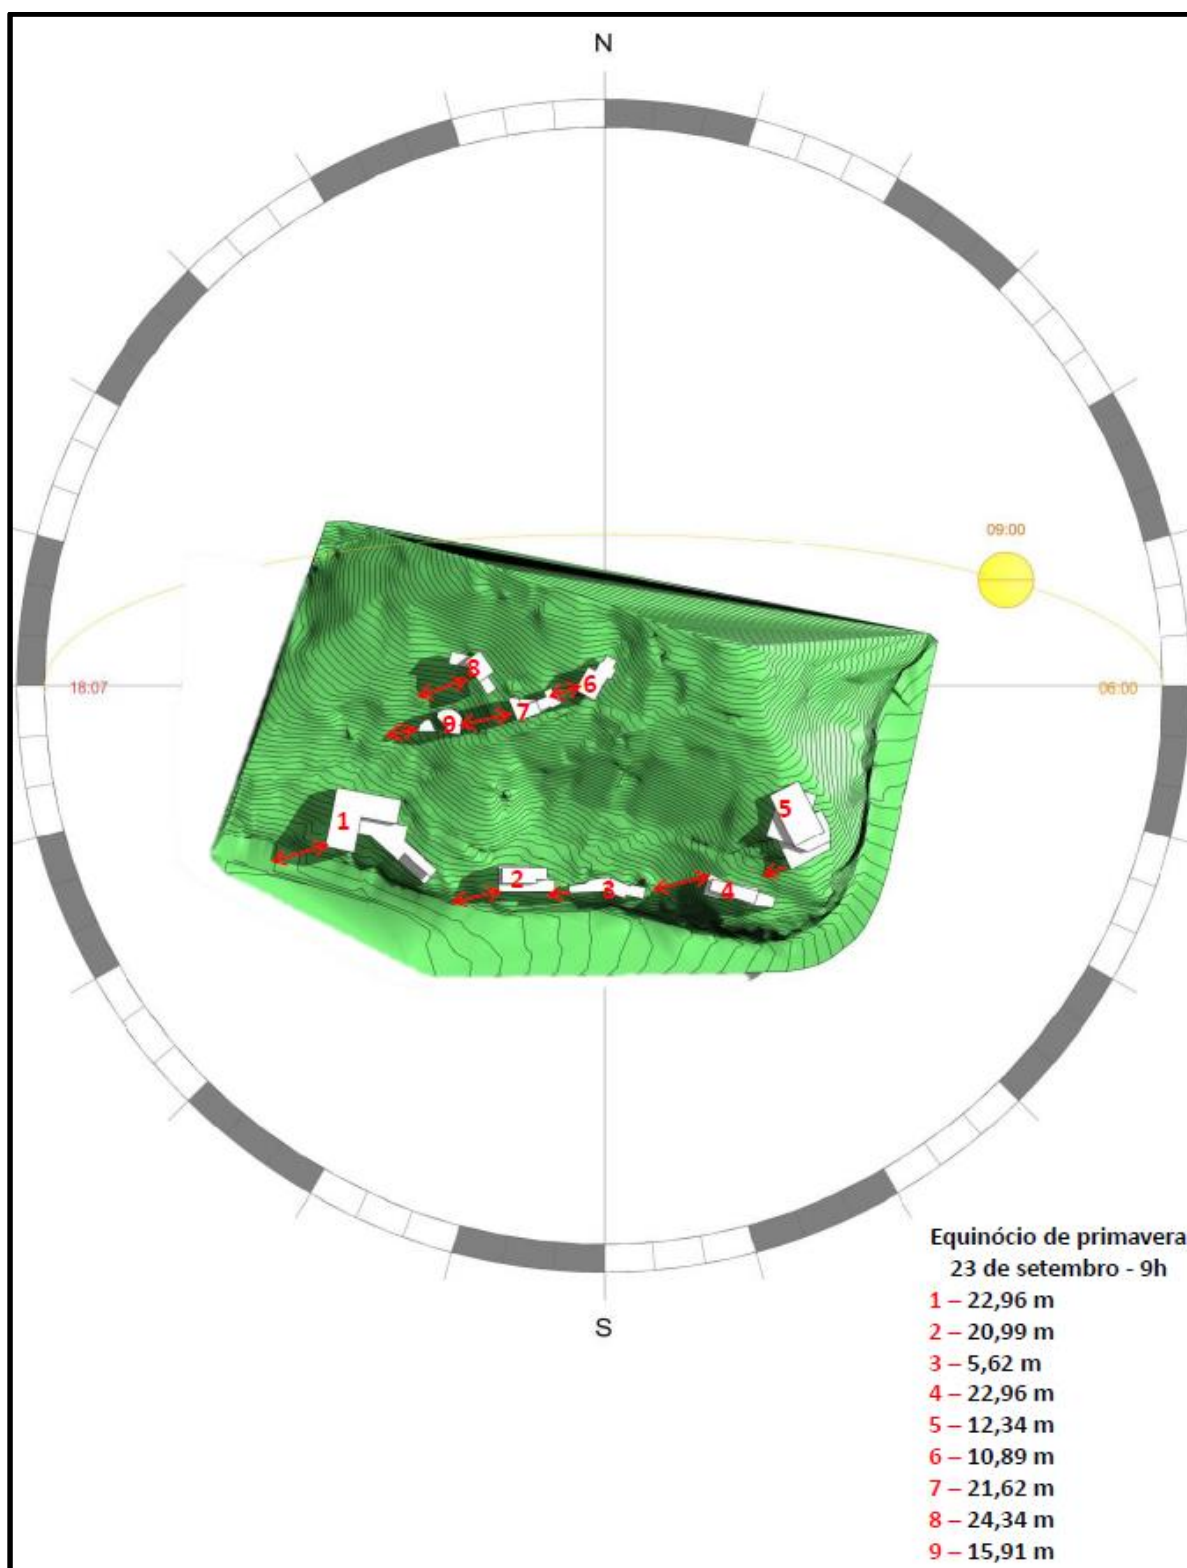 N
09:00
18:07
06:00
8
6
7
9
5
1
2
3
4
S
Equinócio de primavera
23 de setembro - 9h
1 – 22,96 m
2 – 20,99 m
3 – 5,62 m
4 – 22,96 m
5 – 12,34 m
6 – 10,89 m
7 – 21,62 m
8 – 24,34 m
9 – 15,91 m